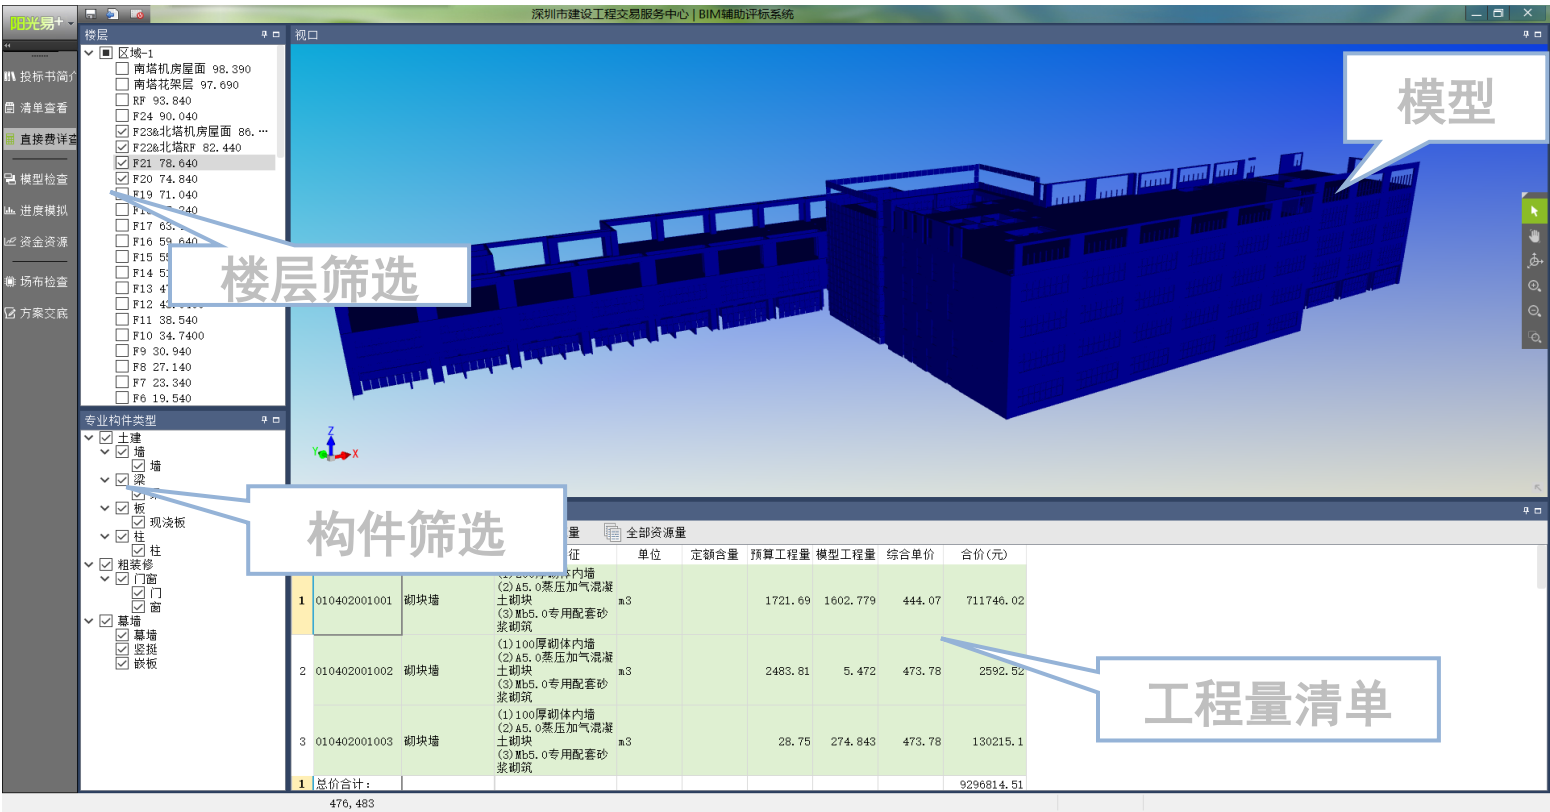 阳光易+
深圳市建设工程交易服务中心 | BIM辅助评标系统
投标书简介
清单查看
直接费详查
模型检查
进度模拟
资金资源
场布检查
方案交底
楼层
区域-1
南塔机房屋面 98.390
南塔花架层 97.690
RF 93.840
F24 90.040
F23&北塔机房屋面 86.…
F22&北塔RF 82.440
F21 78.640
F20 74.840
F19 71.040
F17 63.
F16 59.640
F15 5
F14 5
F13 4
F12 43.
F11 38.540
F10 34.7400
F9 30.940
F8 27.140
F7 23.340
F6 19.540
楼层筛选
专业构件类型
土建
墙
墙
梁
板
现浇板
柱
柱
粗装修
门窗
门
窗
幕墙
幕墙
竖挺
嵌板
构件筛选
视口
模型
Z
Y
X
量 全部资源量
征 单位 定额含量 预算工程量 模型工程量 综合单价 合价(元)
1 010402001001 砌块墙 m3 1721.69 1602.779 444.07 711746.02
厚砌体内墙
(2)A5.0蒸压加气混凝
土砌块
(3)Mb5.0专用配套砂
浆砌筑
2 010402001002 砌块墙 m3 2483.81 5.472 473.78 2592.52
(1)100厚砌体内墙
(2)A5.0蒸压加气混凝
土砌块
(3)Mb5.0专用配套砂
浆砌筑
3 010402001003 砌块墙 m3 28.75 274.843 473.78 130215.1
(1)100厚砌体内墙
(2)A5.0蒸压加气混凝
土砌块
(3)Mb5.0专用配套砂
浆砌筑
1 总价合计: 9296814.51
工程量清单
476, 483